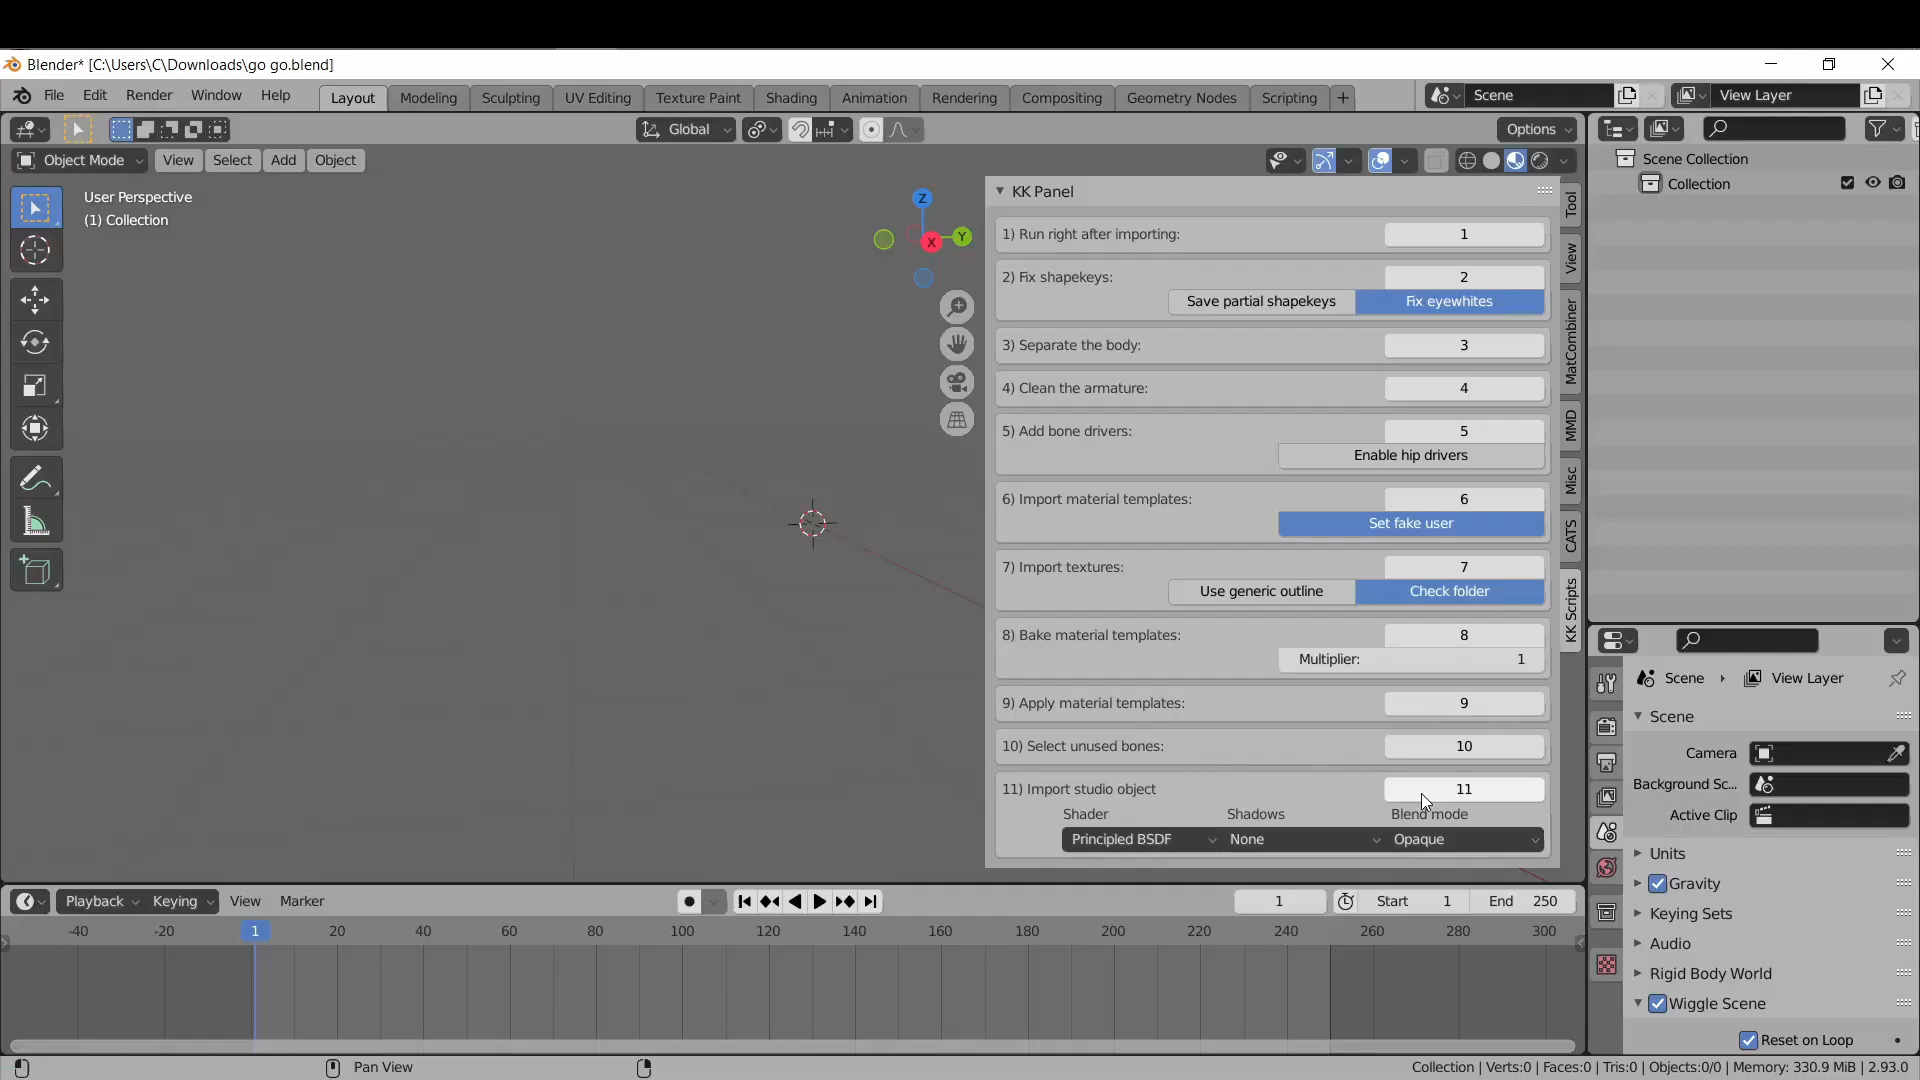 Blender* [C:\Users\C\Downloads\go go.blend]
File Edit Render Window Help Layout Modeling Sculpting UV Editing Texture Paint Shading Animation Rendering Compositing Geometry Nodes Scripting + Scene View Layer
Global Options
Object Mode View Select Add Object
User Perspective
(1) Collection
Z
Y
X
KK Panel
1) Run right after importing: 1
2) Fix shapekeys: 2
Save partial shapekeys Fix eyewhites
3) Separate the body: 3
4) Clean the armature: 4
5) Add bone drivers: 5
Enable hip drivers
6) Import material templates: 6
Set fake user
7) Import textures: 7
Use generic outline Check folder
8) Bake material templates: 8
Multiplier: 1
9) Apply material templates: 9
10) Select unused bones: 10
11) Import studio object 11
Shader Shadows Blend mode
Principled BSDF None Opaque
Tool
View
MatCombiner
MMD
Misc
CATS
KK Scripts
Scene Collection
Collection
Scene View Layer
Scene
Camera
Background Sc...
Active Clip
Units
Gravity
Keying Sets
Audio
Rigid Body World
Wiggle Scene
Reset on Loop
Playback Keying View Marker 1 Start 1 End 250
-40 -20 1 20 40 60 80 100 120 140 160 180 200 220 240 260 280 300
Pan View
Collection | Verts:0 | Faces:0 | Tris:0 | Objects:0/0 | Memory: 330.9 MiB | 2.93.0